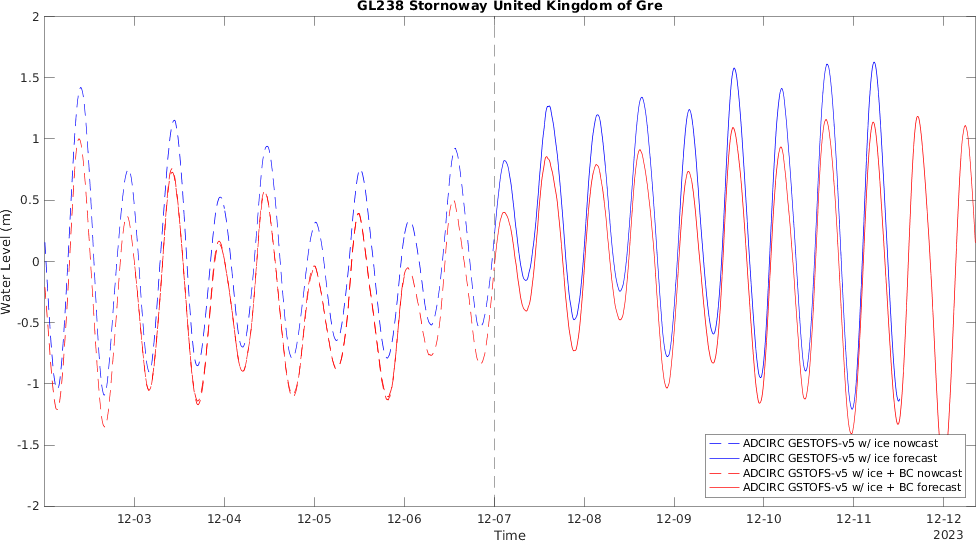 GL238 Stornoway United Kingdom of Gre
2
1.5
1
0.5
0
-0.5
-1
-1.5
-2
Water Level (m)
ADCIRC GESTOFS-v5 w/ ice nowcast
ADCIRC GESTOFS-v5 w/ ice forecast
ADCIRC GSTOFS-v5 w/ ice + BC nowcast
ADCIRC GSTOFS-v5 w/ ice + BC forecast
12-03 12-04 12-05 12-06 12-07 12-08 12-09 12-10 12-11 12-12
Time 2023